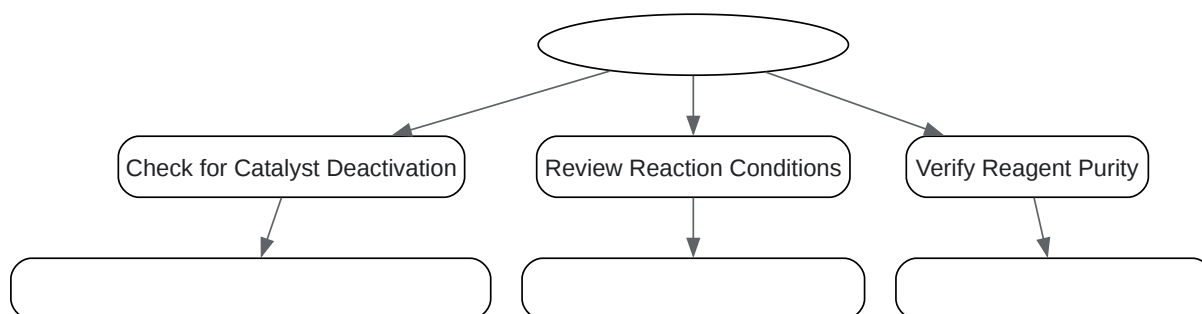 Check for Catalyst Deactivation
Review Reaction Conditions
Verify Reagent Purity